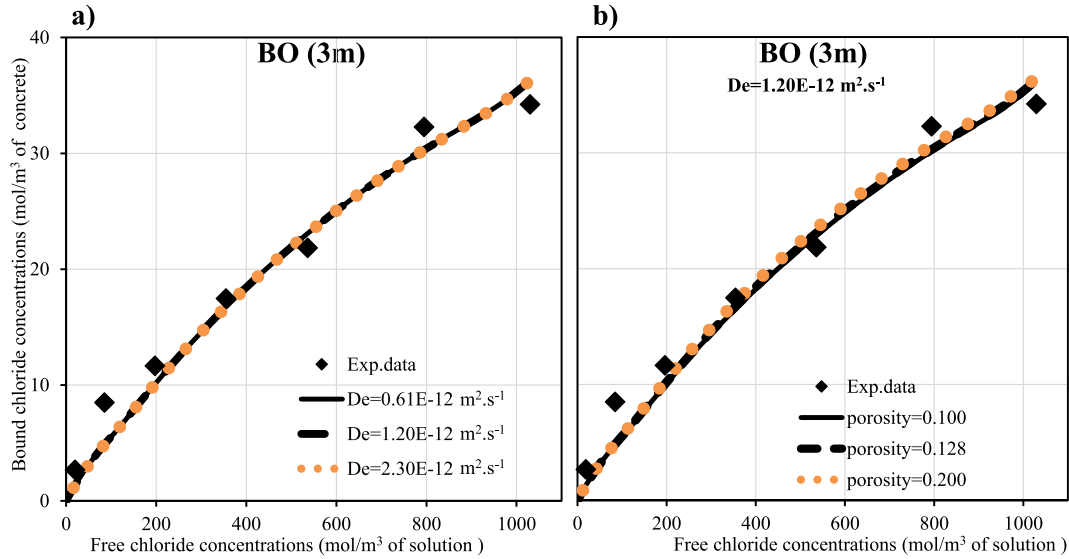 a)
BO (3m)
Bound chloride concentrations (mol/m³ of concrete)
40
30
20
10
0
Exp.data
De=0.61E-12 m².s⁻¹
De=1.20E-12 m².s⁻¹
De=2.30E-12 m².s⁻¹
0 200 400 600 800 1000
Free chloride concentrations (mol/m³ of solution )
b)
BO (3m)
De=1.20E-12 m².s⁻¹
Exp.data
porosity=0.100
porosity=0.128
porosity=0.200
0 200 400 600 800 1000
Free chloride concentrations (mol/m³ of solution )